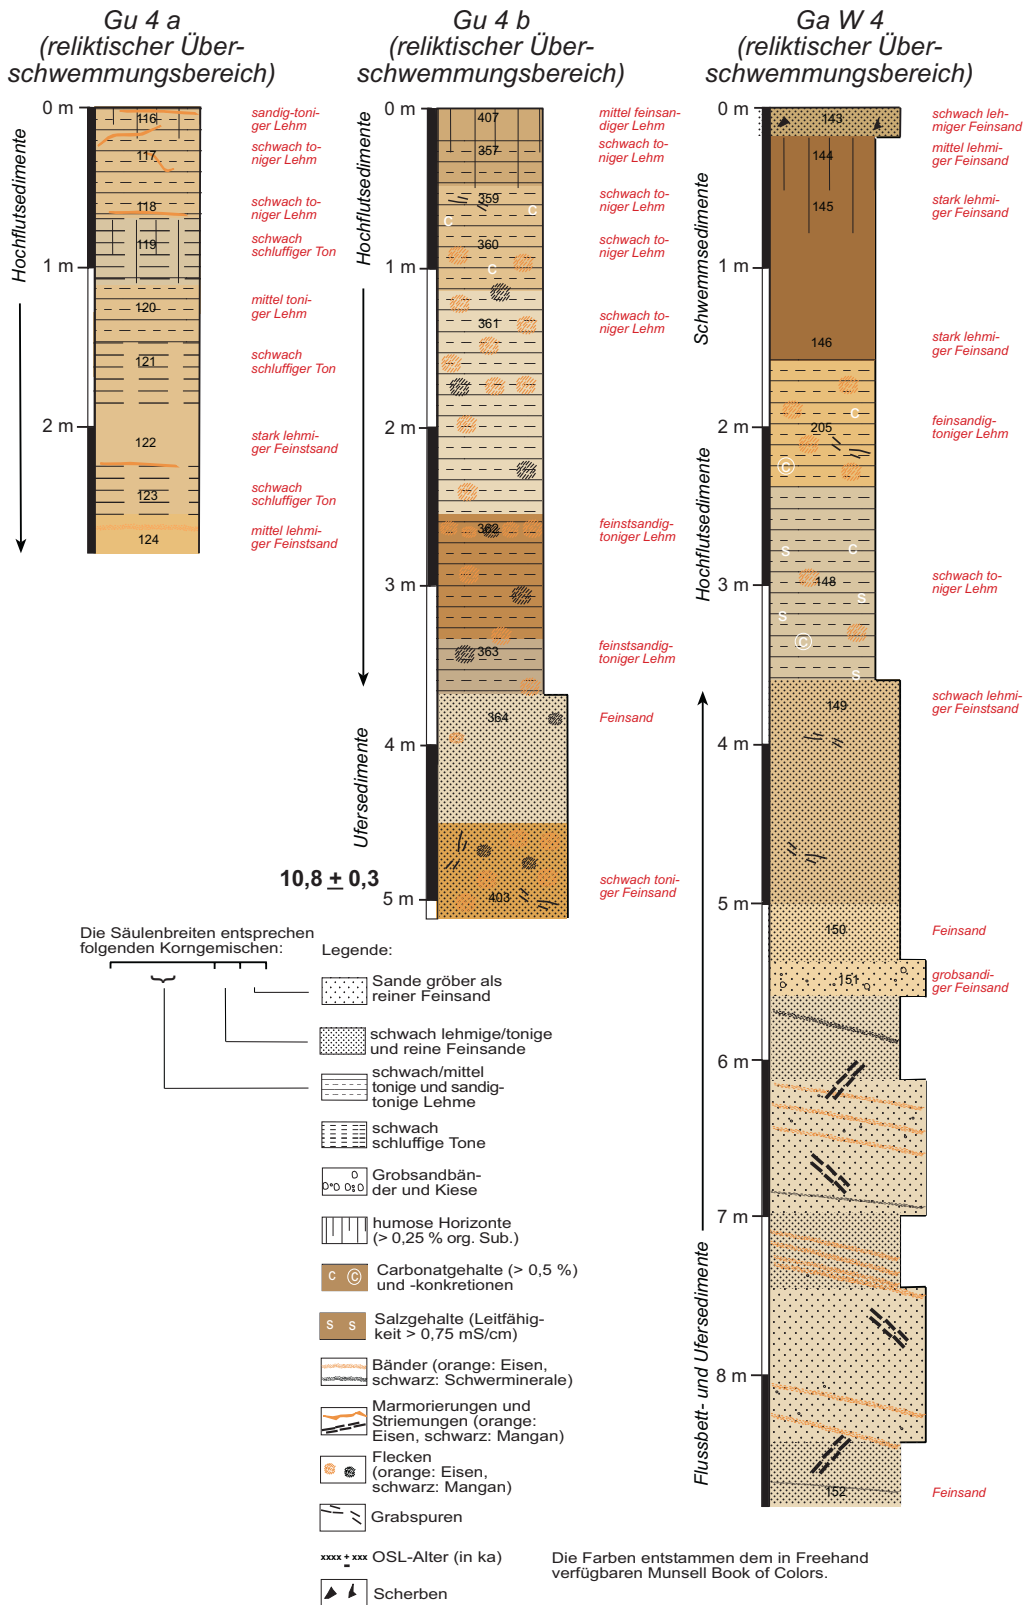 Gu 4 a
(reliktischer Über-
schwemmungsbereich)
0 m
1 m
2 m
Hochflutsedimente
116
117
118
119
120
121
122
123
124
sandig-toni-
ger Lehm
schwach to-
niger Lehm
schwach to-
niger Lehm
schwach
schluffiger Ton
mittel toni-
ger Lehm
schwach
schluffiger Ton
stark lehmi-
ger Feinstsand
schwach
schluffiger Ton
mittel lehmi-
ger Feinstsand
Gu 4 b
(reliktischer Über-
schwemmungsbereich)
0 m
1 m
2 m
3 m
4 m
5 m
Hochflutsedimente
Ufersedimente
10,8 ± 0,3
407
357
359
C
C
360
C
361
362
363
364
403
mittel feinsan-
diger Lehm
schwach to-
niger Lehm
schwach to-
niger Lehm
schwach to-
niger Lehm
schwach to-
niger Lehm
feinstsandig-
toniger Lehm
feinstsandig-
toniger Lehm
Feinsand
schwach toni-
ger Feinsand
Ga W 4
(reliktischer Über-
schwemmungsbereich)
0 m
1 m
2 m
3 m
4 m
5 m
6 m
7 m
8 m
Schwemmsedimente
Hochflutsedimente
Flussbett- und Ufersedimente
143
144
145
146
C
205
C
S
C
148
S
S
C
S
149
150
151
152
schwach leh-
miger Feinsand
mittel lehmi-
ger Feinsand
stark lehmi-
ger Feinsand
stark lehmi-
ger Feinsand
feinsandig-
toniger Lehm
schwach to-
niger Lehm
schwach lehmi-
ger Feinstsand
Feinsand
grobsandi-
ger Feinsand
Feinsand
Die Säulenbreiten entsprechen
folgenden Korngemischen:
Legende:
Sande gröber als
reiner Feinsand
schwach lehmige/tonige
und reine Feinsande
schwach/mittel
tonige und sandig-
tonige Lehme
schwach
schluffige Tone
Grobsandbän-
der und Kiese
humose Horizonte
(> 0,25 % org. Sub.)
C C Carbonatgehalte (> 0,5 %)
und -konkretionen
S S Salzgehalte (Leitfähig-
keit > 0,75 mS/cm)
Bänder (orange: Eisen,
schwarz: Schwerminerale)
Marmorierungen und
Striemungen (orange:
Eisen, schwarz: Mangan)
Flecken
(orange: Eisen,
schwarz: Mangan)
Grabspuren
xxxx ± xxx OSL-Alter (in ka)
Scherben
Die Farben entstammen dem in Freehand
verfügbaren Munsell Book of Colors.